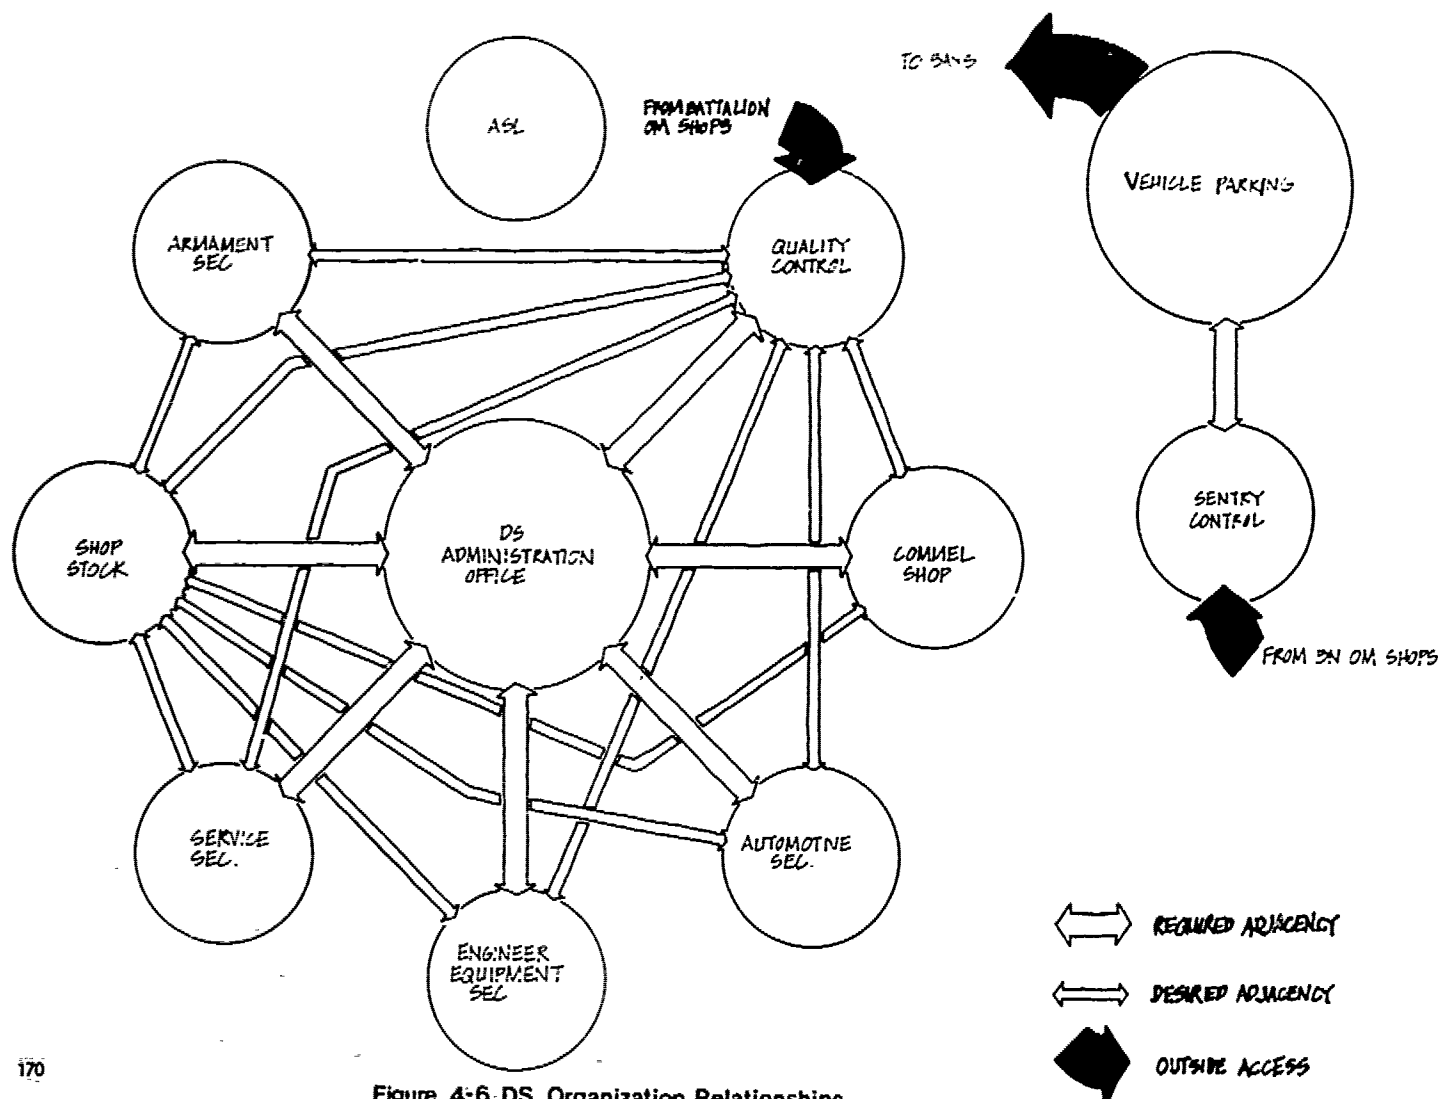 TO BAYS
FROM BATTALION
OM SHOPS
ASL
VEHICLE PARKING
ARMAMENT
SEC
QUALITY
CONTROL
SENTRY
CONTROL
DS
ADMINISTRATION
OFFICE
SHOP
STOCK
COMMEL
SHOP
FROM BN OM SHOPS
SERVICE
SEC.
AUTOMOTIVE
SEC.
ENGINEER
EQUIPMENT
SEC
REQUIRED ADJACENCY
DESIRED ADJACENCY
OUTSIDE ACCESS
170
Figure 4-6 DS Organization Relationships